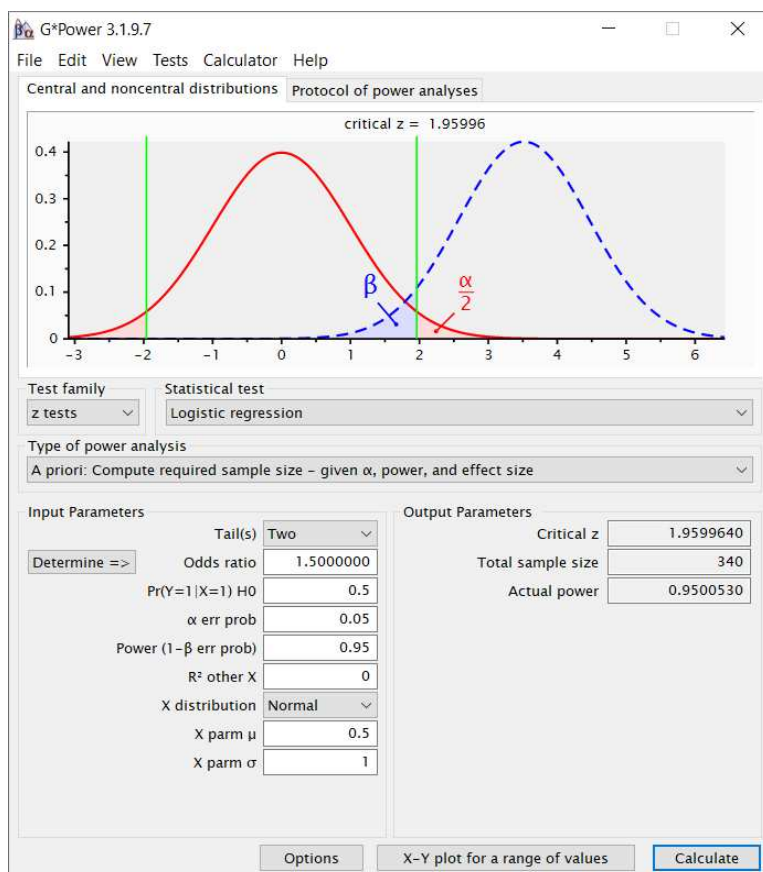 βα G*Power 3.1.9.7
File Edit View Tests Calculator Help
Central and noncentral distributions Protocol of power analyses
critical z = 1.95996
0.4
0.3
0.2
0.1
0
β
α
2
-3 -2 -1 0 1 2 3 4 5 6
Test family Statistical test
z tests Logistic regression
Type of power analysis
A priori: Compute required sample size – given α, power, and effect size
Input Parameters Output Parameters
Tail(s) Two Critical z 1.9599640
Determine => Odds ratio 1.5000000 Total sample size 340
Pr(Y=1|X=1) H0 0.5 Actual power 0.9500530
α err prob 0.05
Power (1-β err prob) 0.95
R² other X 0
X distribution Normal
X parm μ 0.5
X parm σ 1
Options X-Y plot for a range of values Calculate